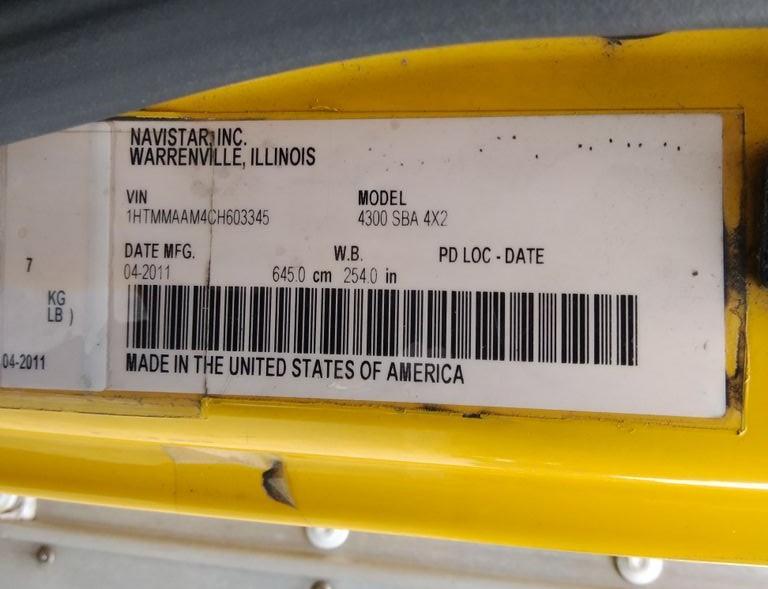 NAVISTAR, INC.
WARRENVILLE, ILLINOIS
VIN MODEL
1HTMMAAM4CH603345 4300 SBA 4X2
DATE MFG. W.B. PD LOC - DATE
04-2011 645.0 cm 254.0 in
MADE IN THE UNITED STATES OF AMERICA
7
KG
LB )
04-2011